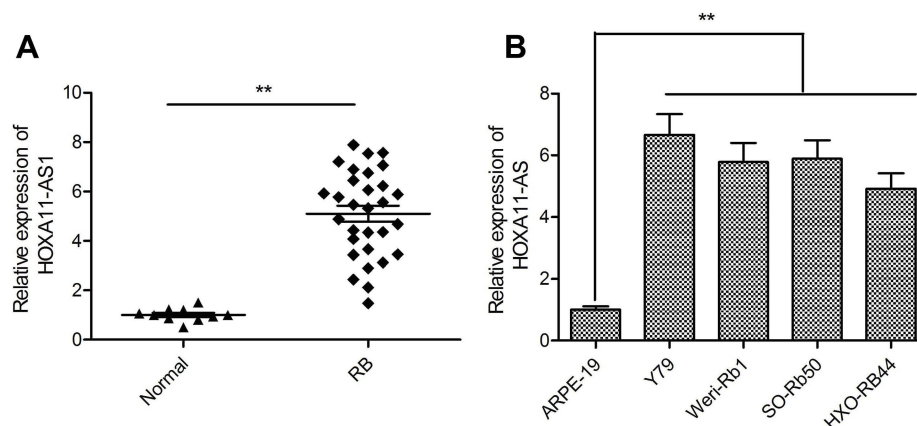 A
Relative expression of
HOXA11-AS1
10
8
6
4
2
0
**
Normal
RB
B
Relative expression of
HOXA11-AS
8
6
4
2
0
**
ARPE-19
Y79
Weri-Rb1
SO-Rb50
HXO-RB44